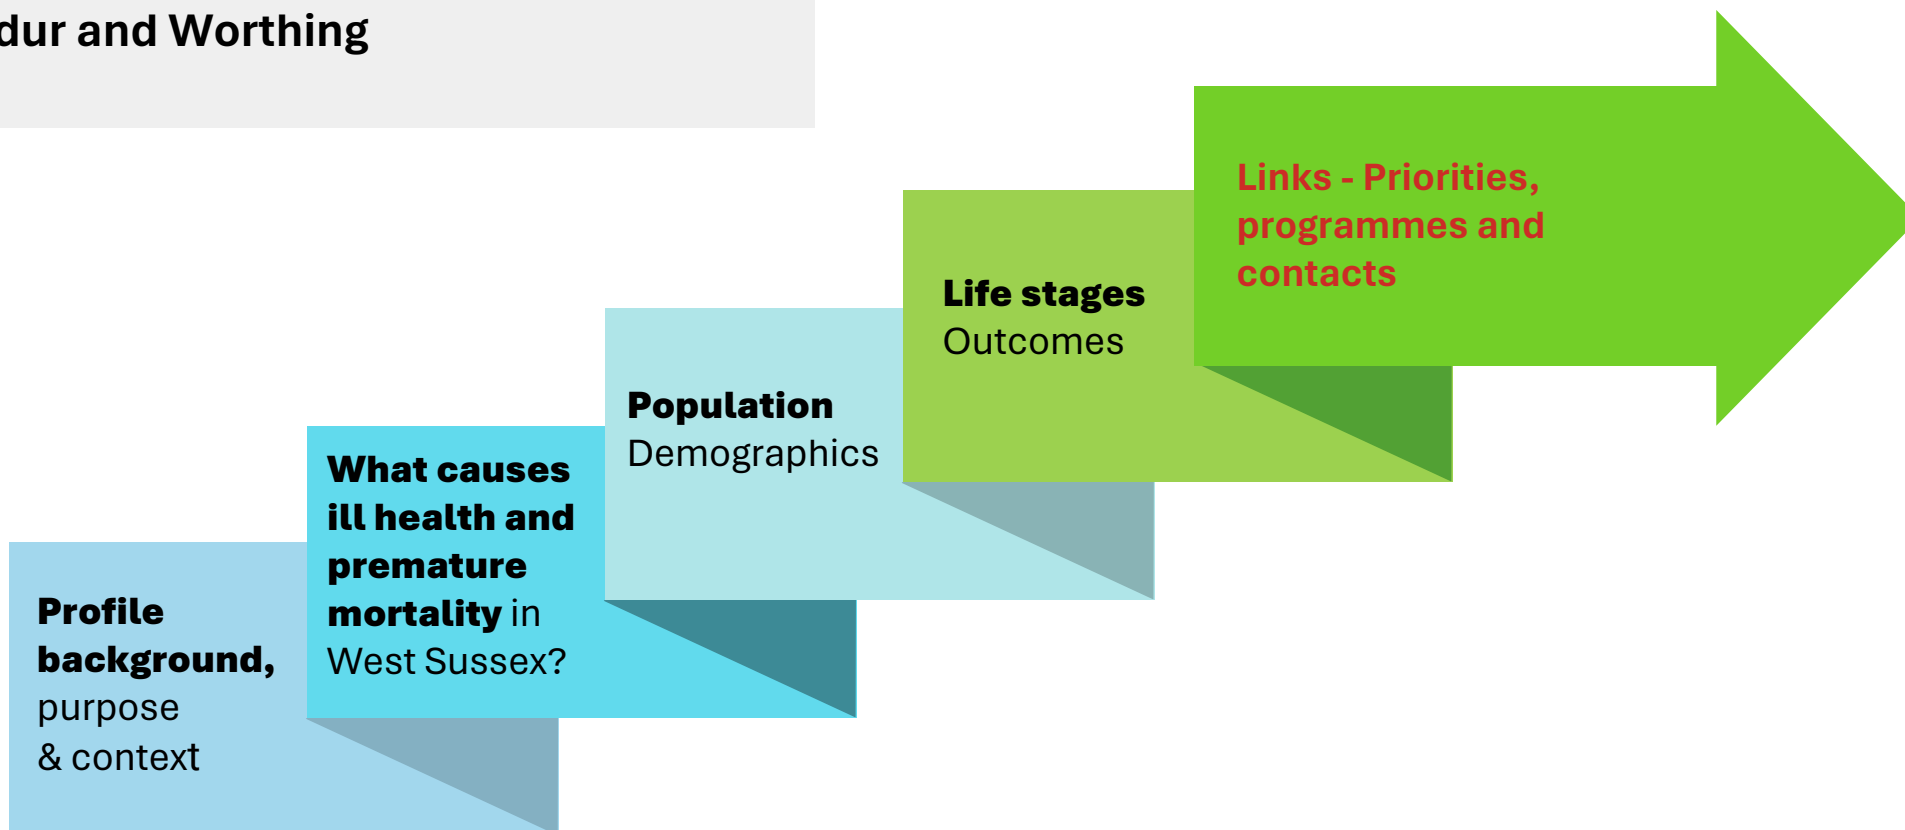 dur and Worthing
Profile
background,
purpose
& context
What causes
ill health and
premature
mortality in
West Sussex?
Population
Demographics
Life stages
Outcomes
Links - Priorities,
programmes and
contacts